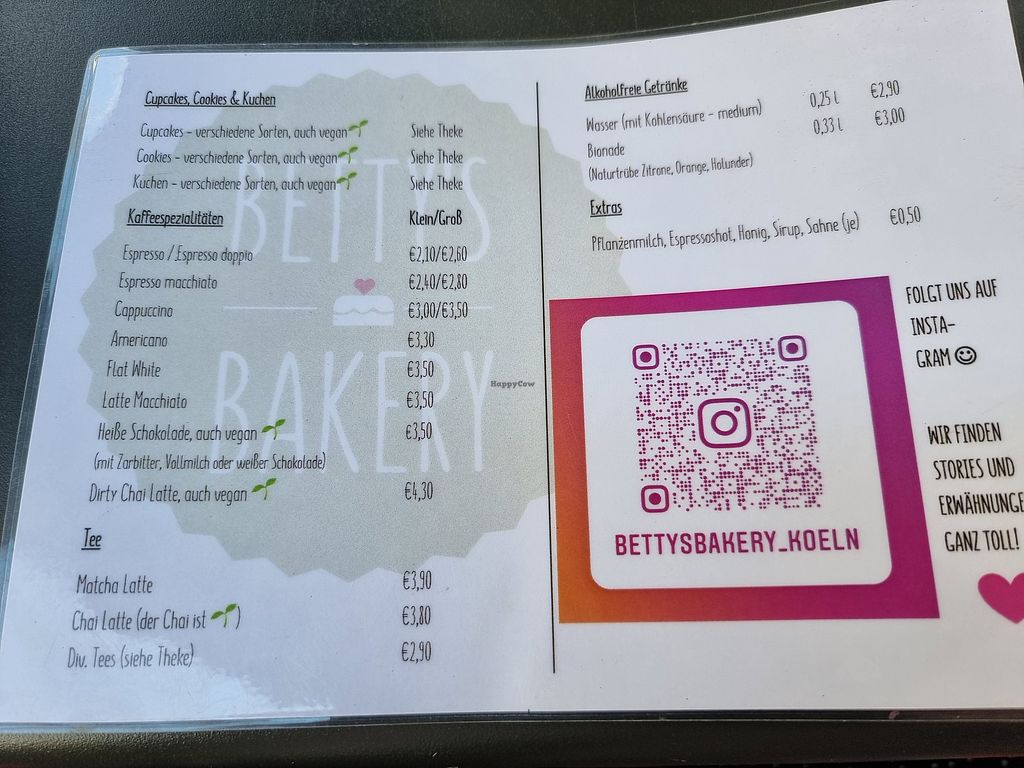 Cupcakes, Cookies & Kuchen
Cupcakes - verschiedene Sorten, auch vegan Siehe Theke
Cookies - verschiedene Sorten, auch vegan Siehe Theke
Kuchen - verschiedene Sorten, auch vegan Siehe Theke
Kaffeespezialitäten Klein/Groß
Espresso / Espresso doppio €2,10/€2,60
Espresso macchiato €2,40/€2,80
Cappuccino €3,00/€3,50
Americano €3,30
Flat White €3,50
Latte Macchiato €3,50
Heiße Schokolade, auch vegan €3,50
(mit Zarbitter, Vollmilch oder weißer Schokolade)
Dirty Chai Latte, auch vegan €4,30
Tee
Matcha Latte €3,90
Chai Latte (der Chai ist ) €3,80
Div. Tees (siehe Theke) €2,90
BETTYS
BAKERY
HappyCow
Alkoholfreie Getränke
Wasser (mit Kohlensäure - medium) 0,25 l €2,90
Bionade 0,33 l €3,00
(Naturtrübe Zitrone, Orange, Holunder)
Extras
Pflanzenmilch, Espressoshot, Honig, Sirup, Sahne (je) €0,50
BETTYSBAKERY_KOELN
FOLGT UNS AUF
INSTA-
GRAM ☺
WIR FINDEN
STORIES UND
ERWÄHNUNGE
GANZ TOLL!